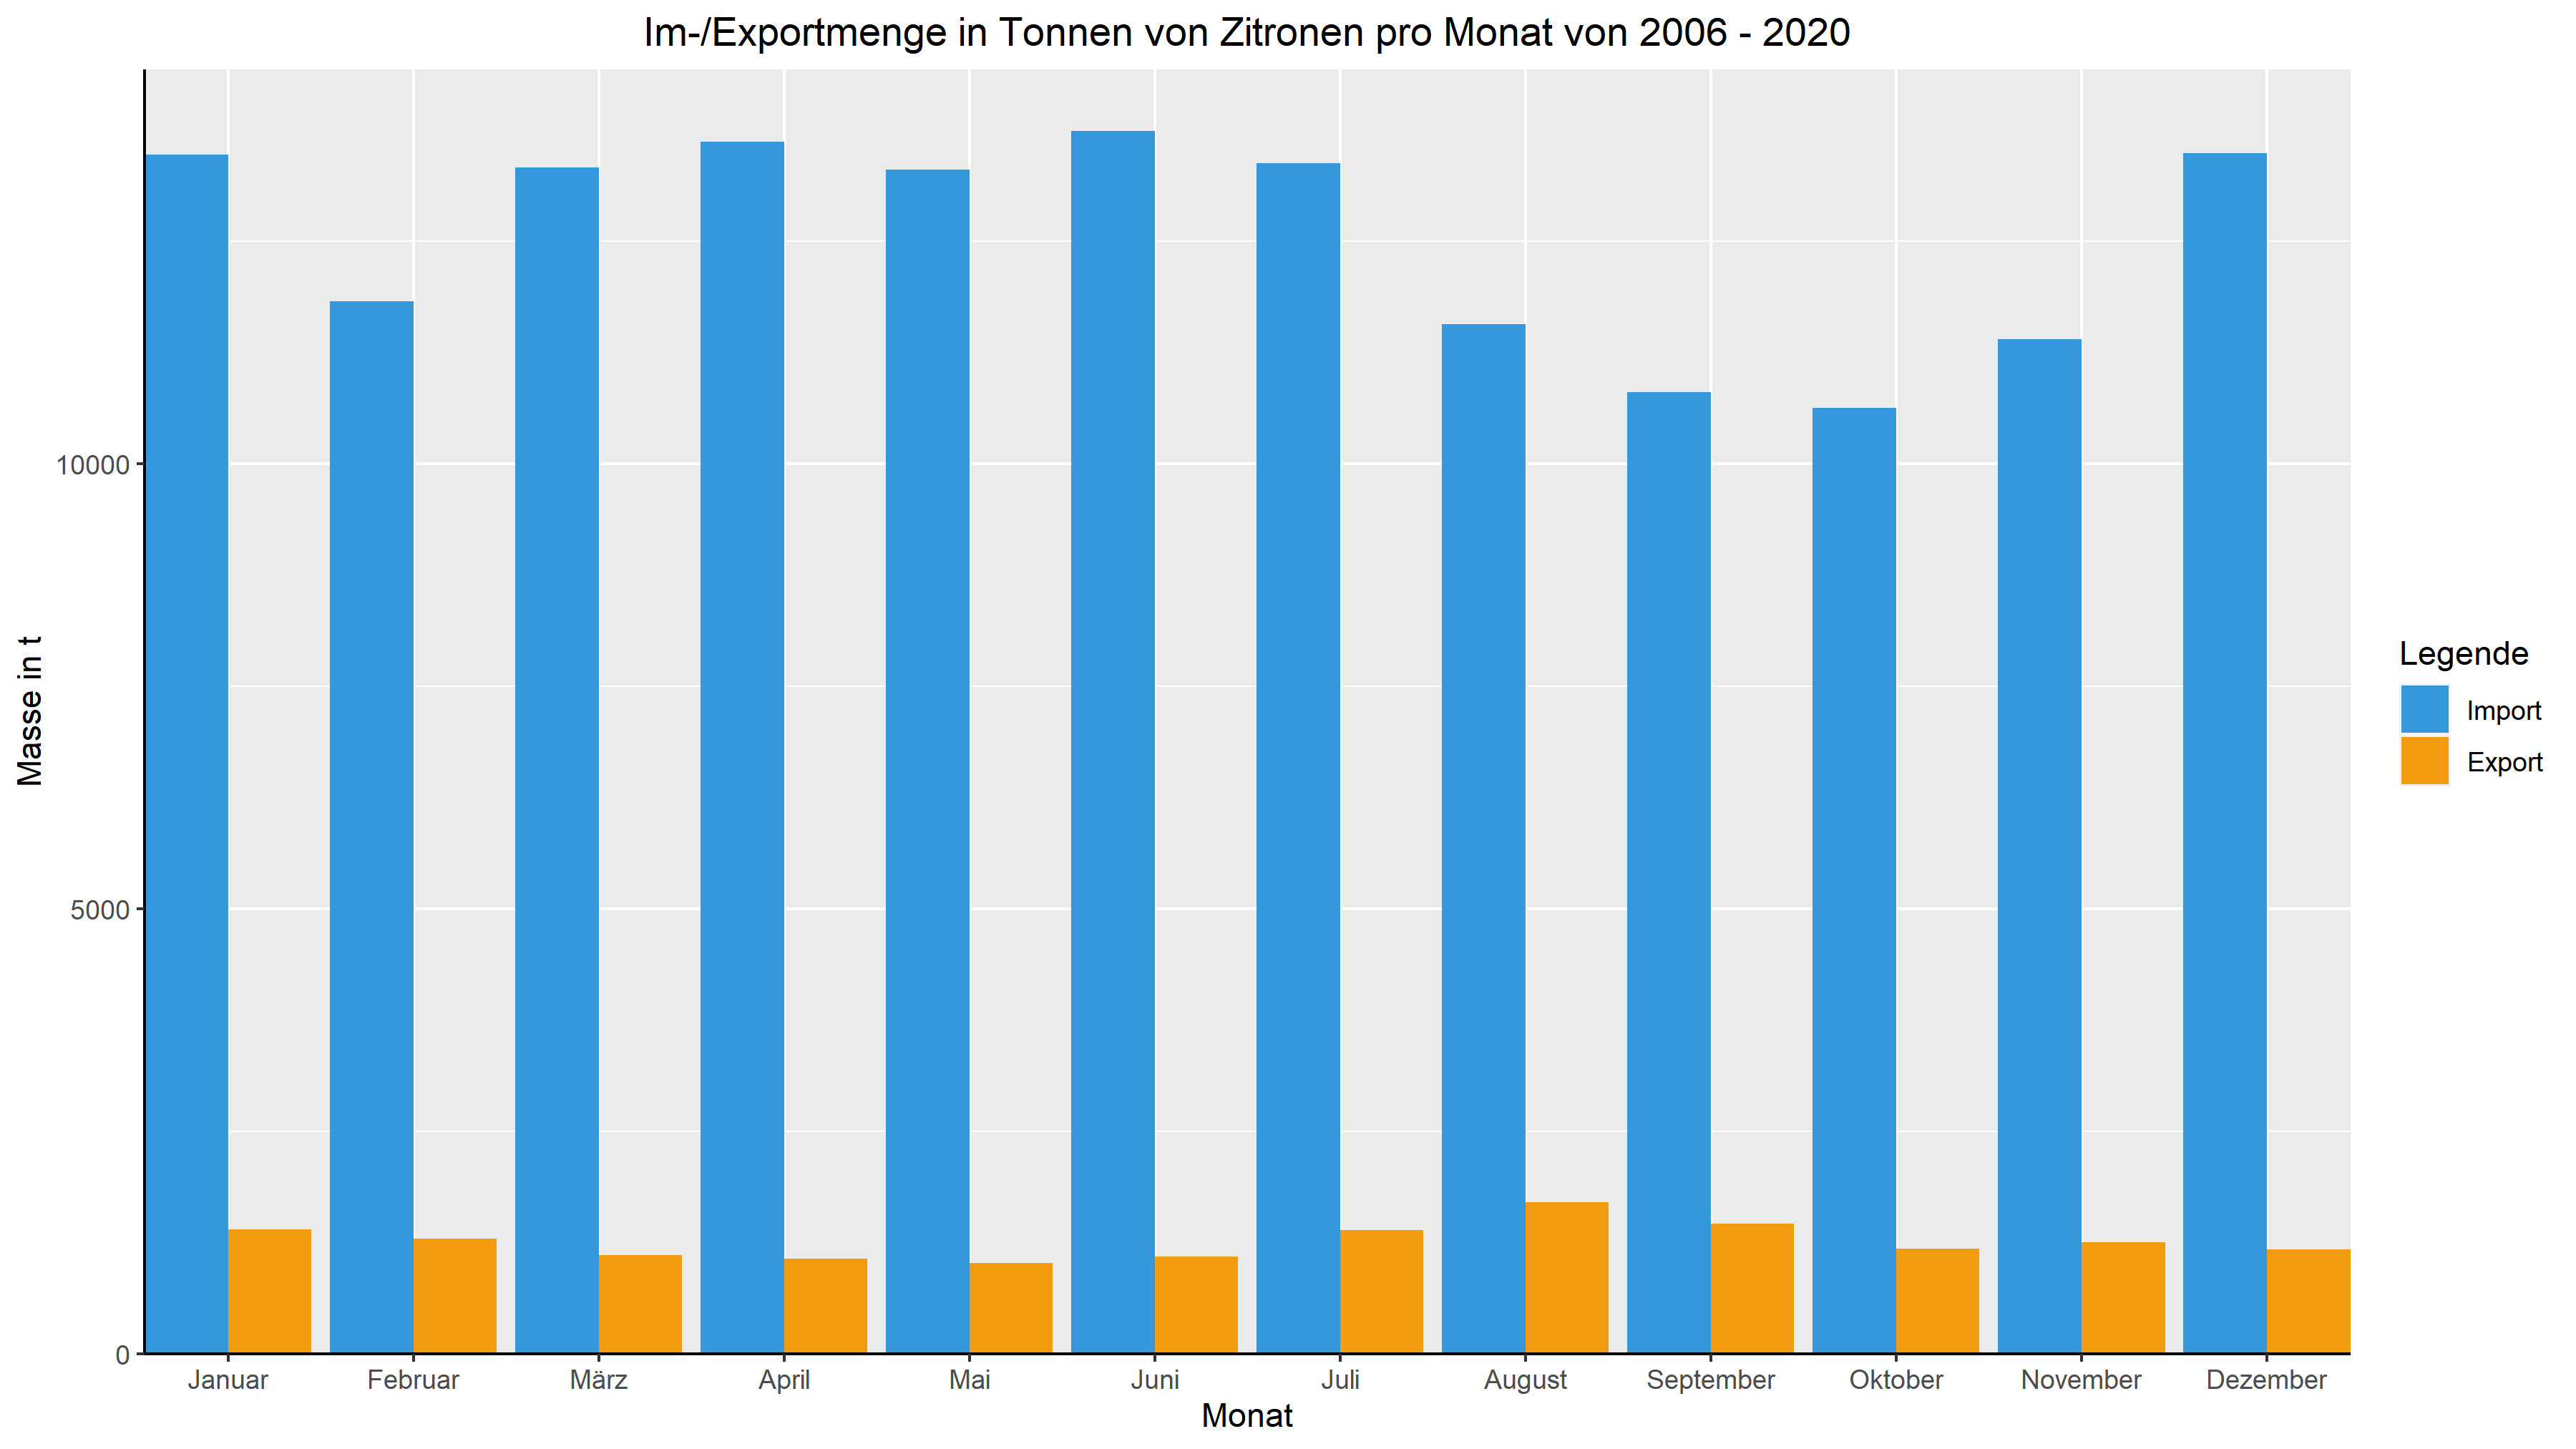 Im-/Exportmenge in Tonnen von Zitronen pro Monat von 2006 - 2020
Masse in t
10000
5000
0
Januar Februar März April Mai Juni Juli August September Oktober November Dezember
Monat
Legende
Import
Export